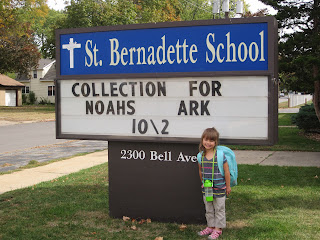 St. Bernadette School
COLLECTION FOR
NOAHS ARK
10\2
2300 Bell Ave